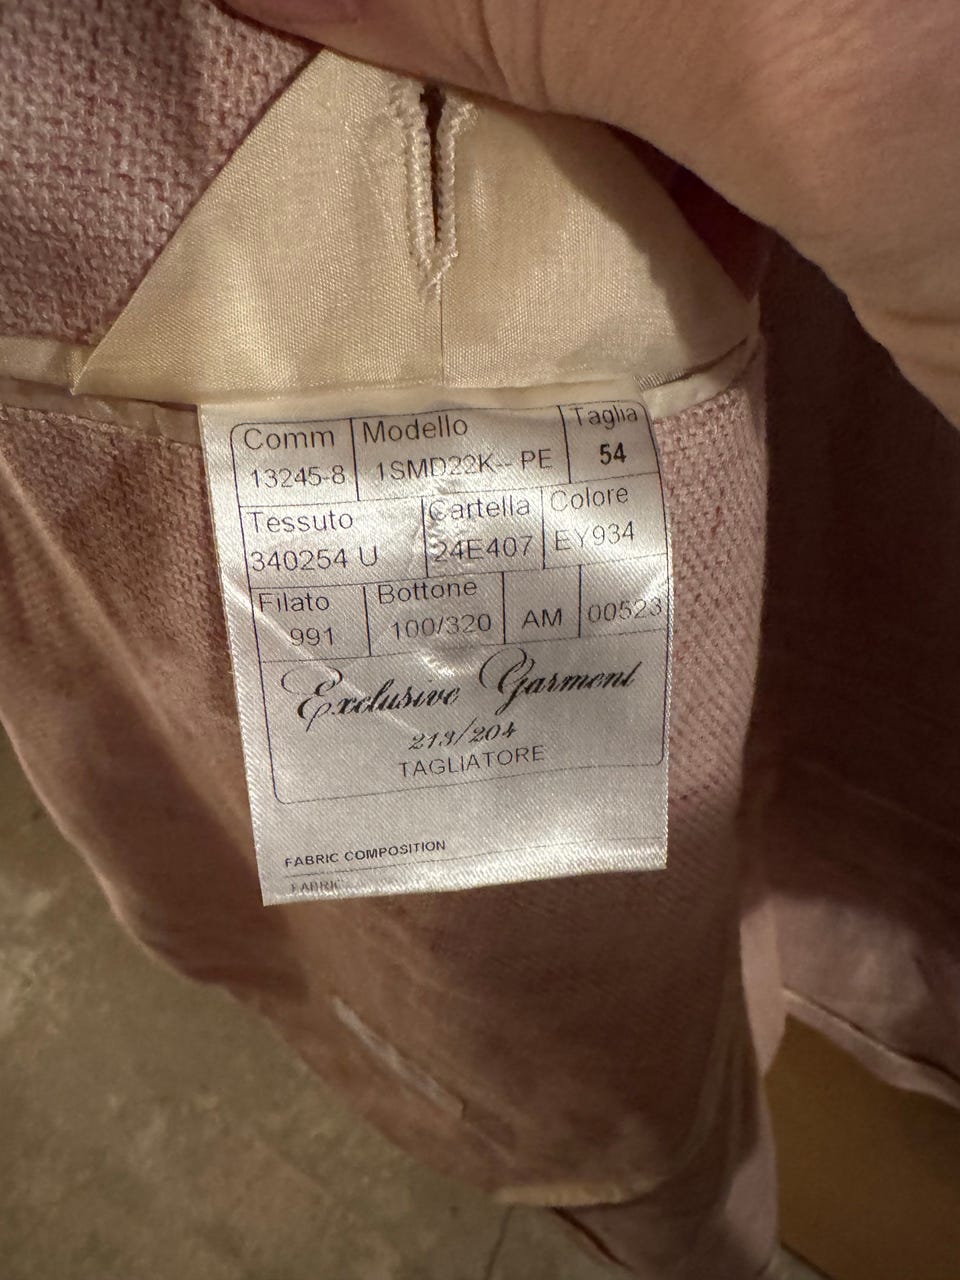 Comm Modello Taglia
13245-8 1SMD22K-- PE 54
Tessuto Cartella Colore
340254 U 24E407 EY934
Filato Bottone
991 100/320 AM 00523
Exclusive Garment
213/204
TAGLIATORE
FABRIC COMPOSITION
FABRIC